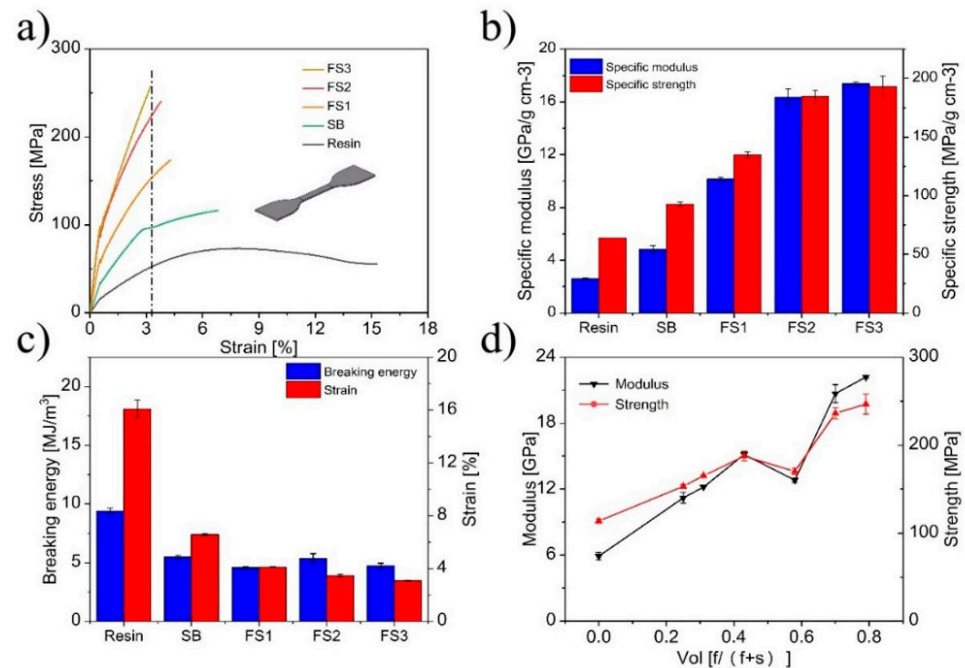 a)
300
200
100
0
Stress [MPa]
FS3
FS2
FS1
SB
Resin
0 3 6 9 12 15 18
Strain [%]
b)
20
16
12
8
4
0
Specific modulus [GPa/g cm-3]
Specific modulus
Specific strength
200
150
100
50
0
Specific strength [MPa/g cm-3]
Resin SB FS1 FS2 FS3
c)
20
15
10
5
0
Breaking energy [MJ/m³]
Breaking energy
Strain
20
16
12
8
4
0
Strain [%]
Resin SB FS1 FS2 FS3
d)
24
18
12
6
0
Modulus [GPa]
Modulus
Strength
300
200
100
0
Strength [MPa]
0.0 0.2 0.4 0.6 0.8
Vol [f/（f+s）]